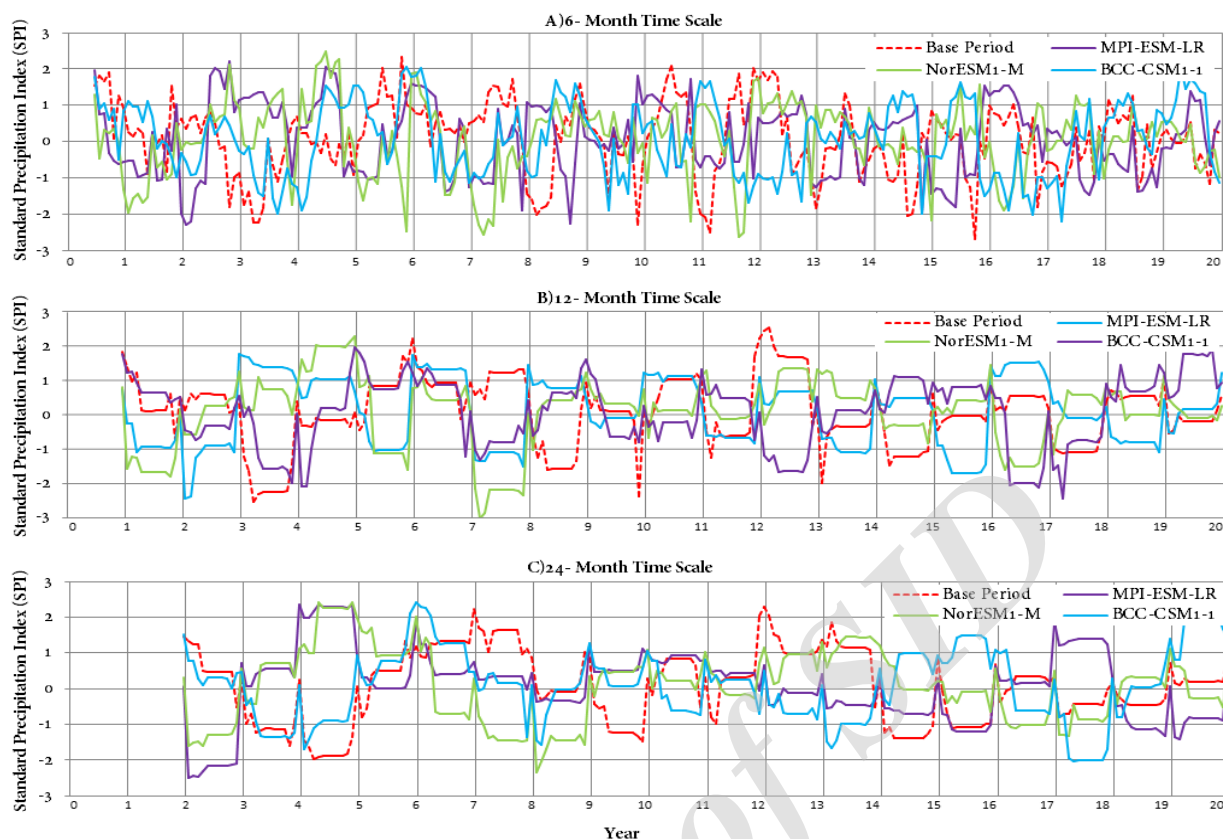 A)6- Month Time Scale
Standard Precipitation Index (SPI)
Base Period MPI-ESM-LR
NorESM1-M BCC-CSM1-1
3
2
1
0
-1
-2
-3
0 1 2 3 4 5 6 7 8 9 10 11 12 13 14 15 16 17 18 19 20
B)12- Month Time Scale
Standard Precipitation Index (SPI)
Base Period MPI-ESM-LR
NorESM1-M BCC-CSM1-1
3
2
1
0
-1
-2
-3
0 1 2 3 4 5 6 7 8 9 10 11 12 13 14 15 16 17 18 19 20
C)24- Month Time Scale
Standard Precipitation Index (SPI)
Base Period MPI-ESM-LR
NorESM1-M BCC-CSM1-1
3
2
1
0
-1
-2
-3
0 1 2 3 4 5 6 7 8 9 10 11 12 13 14 15 16 17 18 19 20
Year
of SID